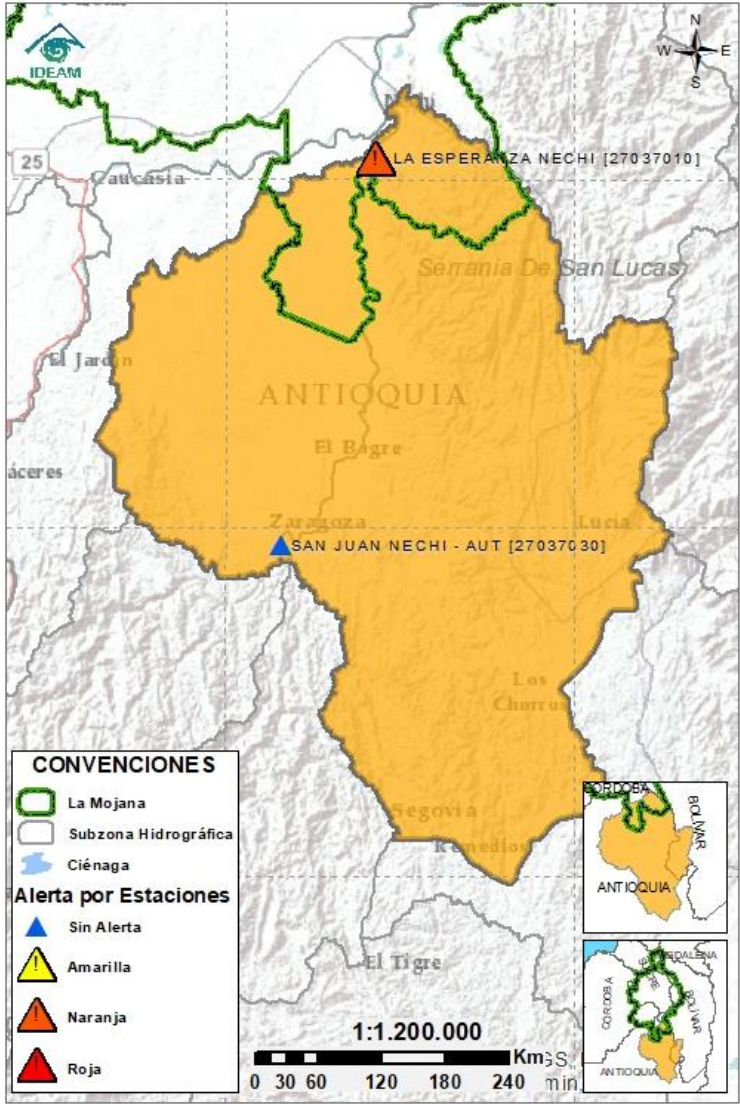 IDEAM
N
W E
S
25
LA ESPERANZA NECHI [27037010]
Caucasia
Serrania De San Lucas
El Jardin
ANTIOQUIA
El Bagre
áceres
Zaragoza
Lucia
SAN JUAN NECHI - AUT [27037030]
Los
Chorros
Segovia
Remedios
El Tigre
CONVENCIONES
La Mojana
Subzona Hidrográfica
Ciénaga
Alerta por Estaciones
Sin Alerta
Amarilla
Naranja
Roja
1:1.200.000
Km
0 30 60 120 180 240
CORDOBA
BOLÍVAR
ANTIOQUIA
CORDOBA
BOLÍVAR
ANTIOQUIA